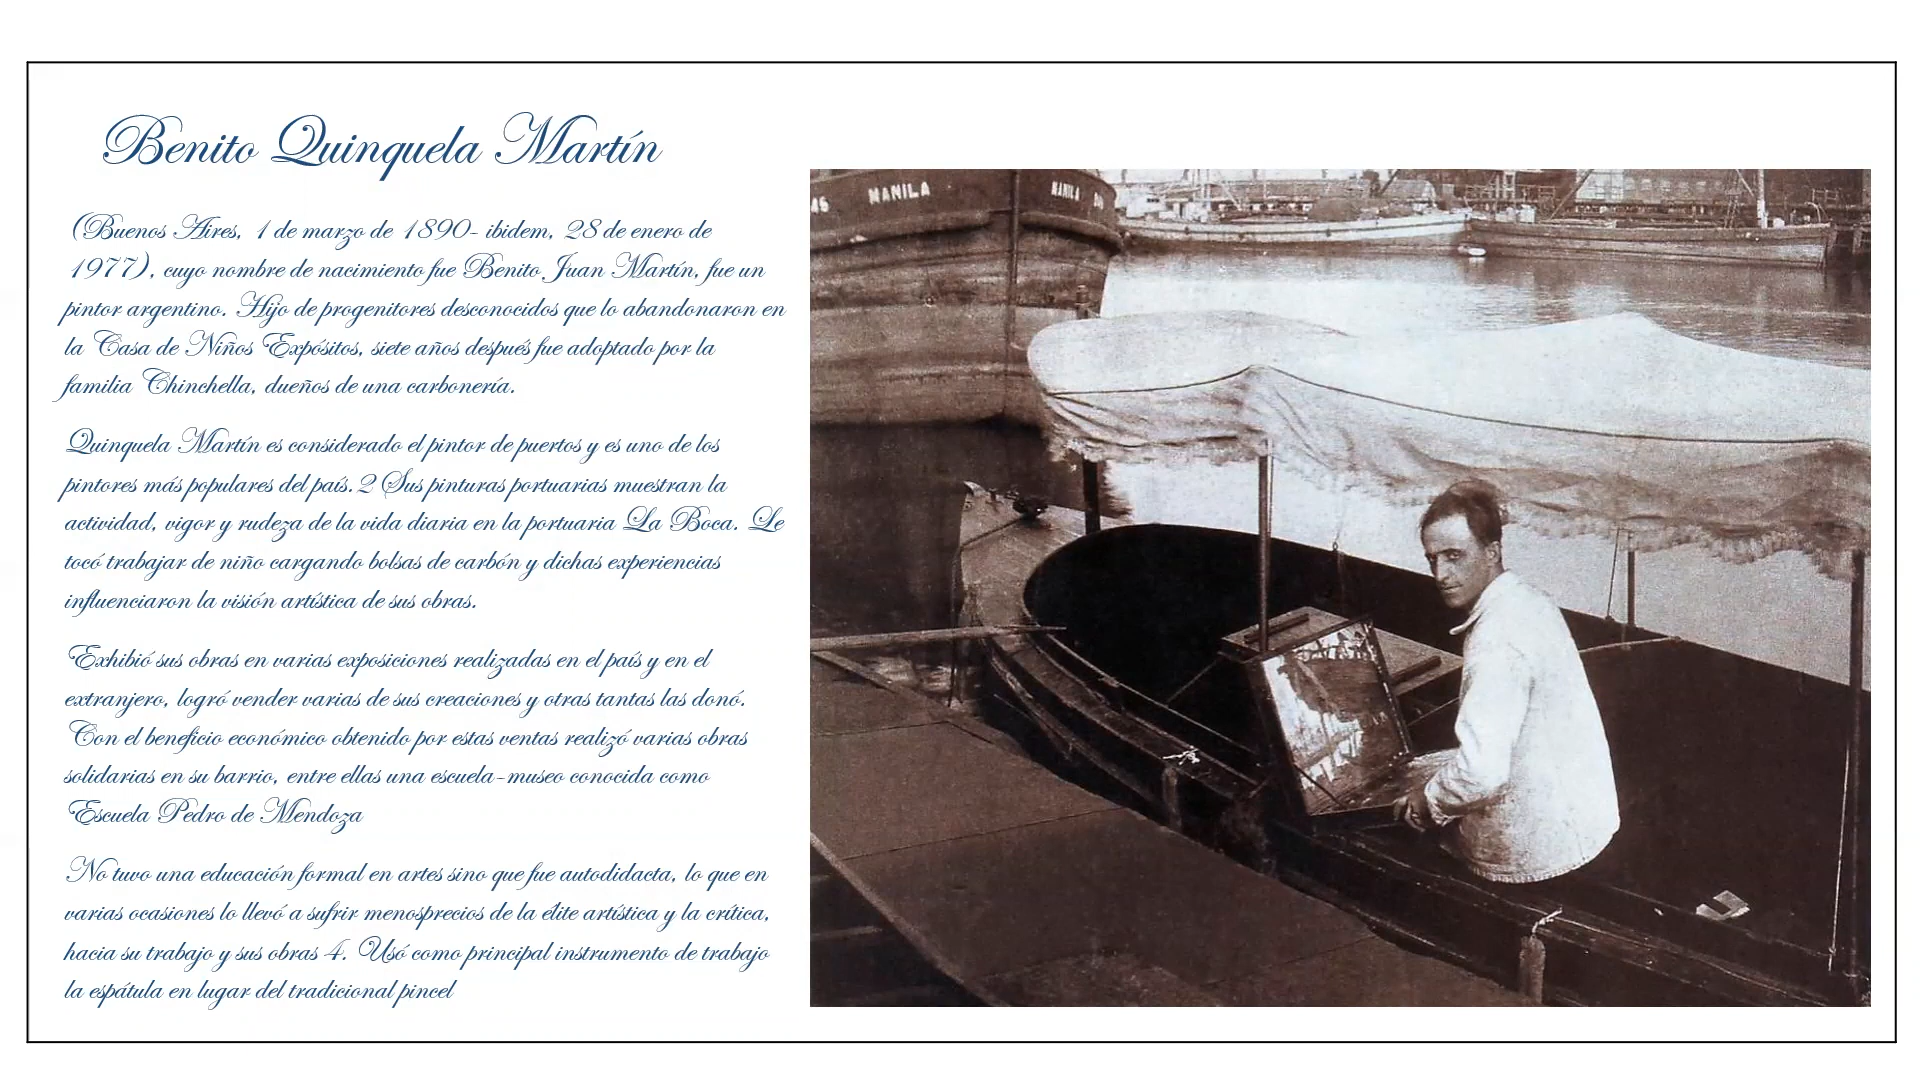 Benito Quinquela Martín
(Buenos Aires, 1 de marzo de 1890- ibidem, 28 de enero de
1977), cuyo nombre de nacimiento fue Benito Juan Martín, fue un
pintor argentino. Hijo de progenitores desconocidos que lo abandonaron en
la Casa de Niños Expósitos, siete años después fue adoptado por la
familia Chinchella, dueños de una carbonería.
Quinquela Martín es considerado el pintor de puertos y es uno de los
pintores más populares del país.2 Sus pinturas portuarias muestran la
actividad, vigor y rudeza de la vida diaria en la portuaria La Boca. Le
tocó trabajar de niño cargando bolsas de carbón y dichas experiencias
influenciaron la visión artística de sus obras.
Exhibió sus obras en varias exposiciones realizadas en el país y en el
extranjero, logró vender varias de sus creaciones y otras tantas las donó.
Con el beneficio económico obtenido por estas ventas realizó varias obras
solidarias en su barrio, entre ellas una escuela-museo conocida como
Escuela Pedro de Mendoza
No tuvo una educación formal en artes sino que fue autodidacta, lo que en
varias ocasiones lo llevó a sufrir menosprecios de la élite artística y la crítica,
hacia su trabajo y sus obras 4. Usó como principal instrumento de trabajo
la espátula en lugar del tradicional pincel
MANILA
MANILA